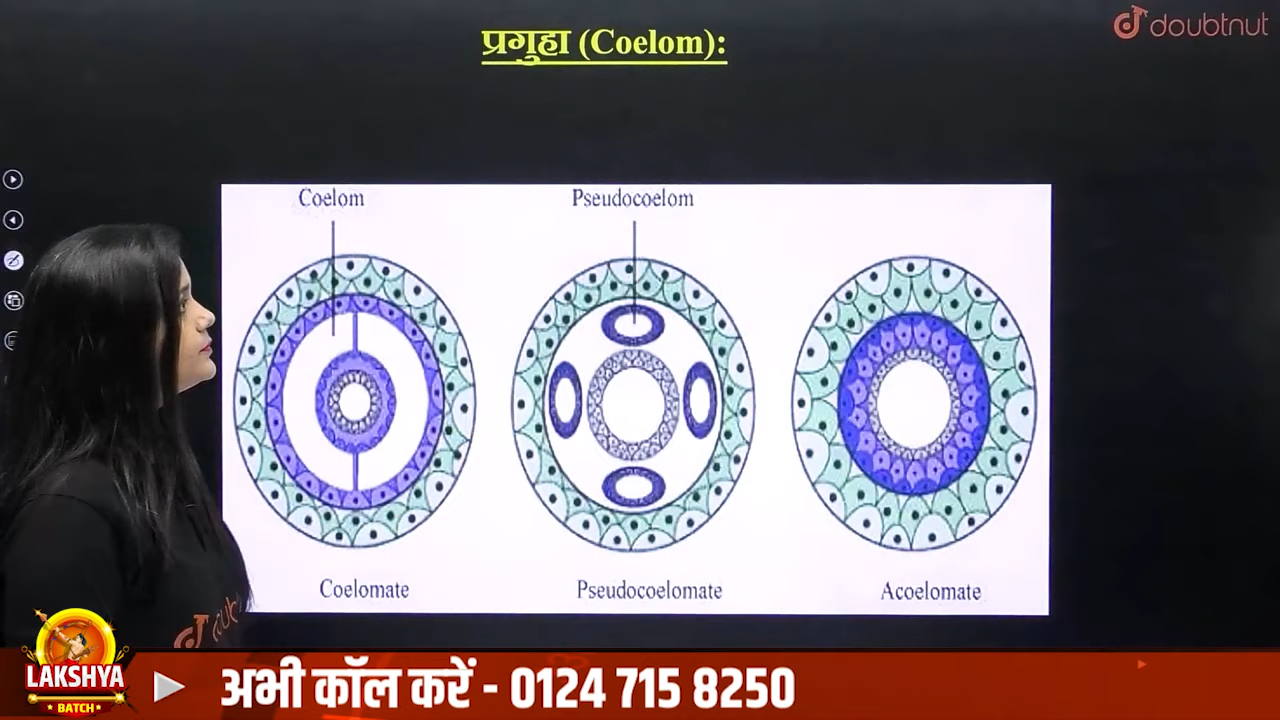 प्रगुहा (Coelom):
doubtnut
Coelom
Pseudocoelom
Coelomate
Pseudocoelomate
Acoelomate
LAKSHYA
BATCH
अभी कॉल करें - 0124 715 8250